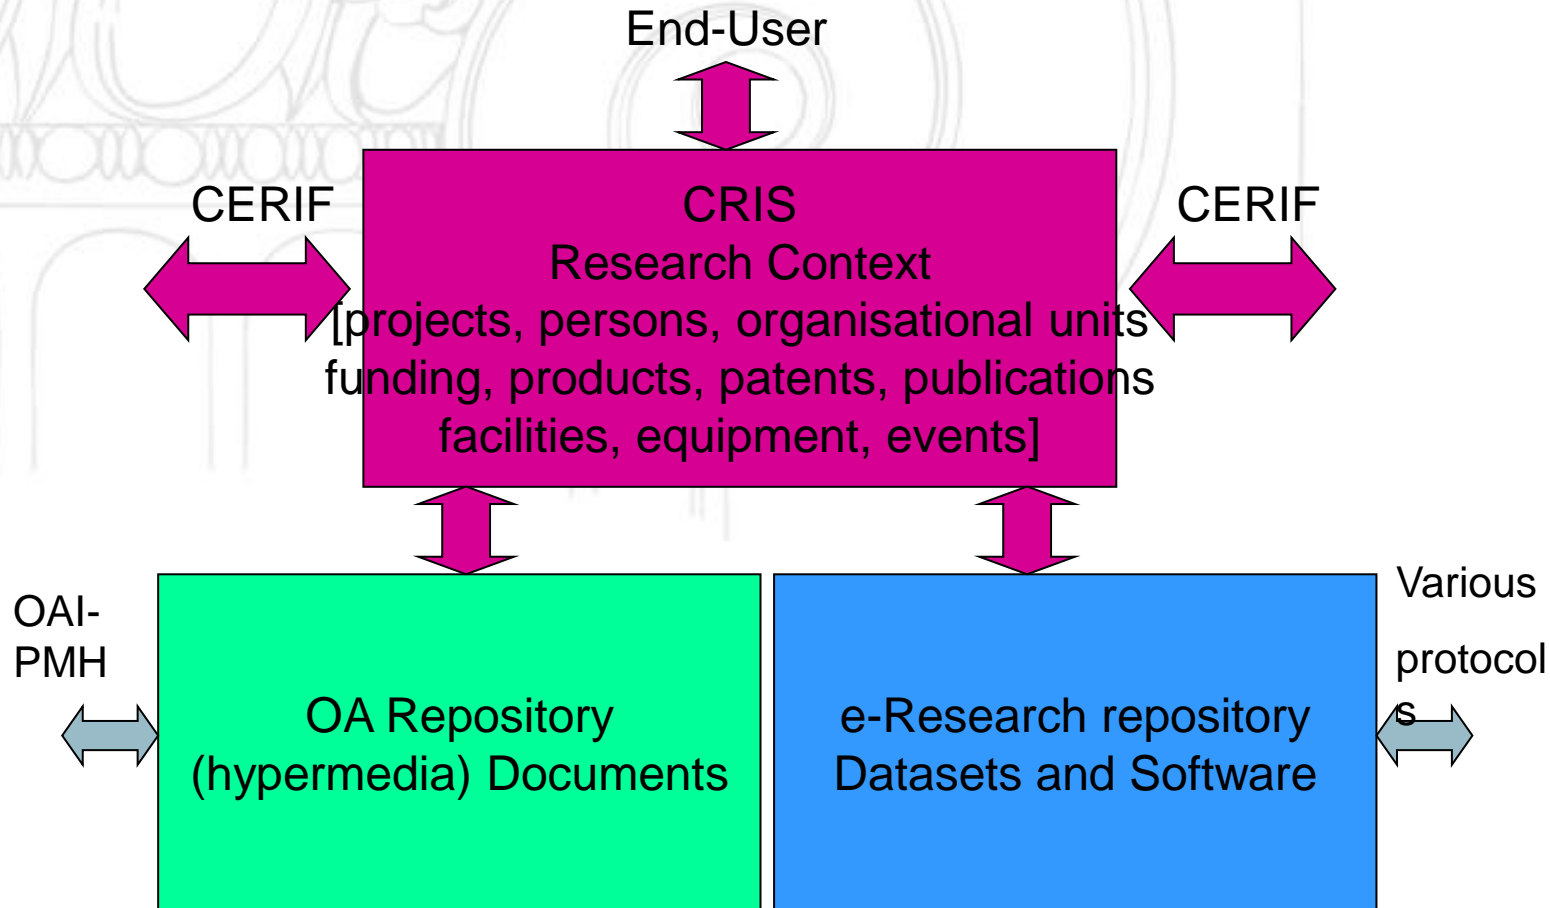 End-User
CERIF
CRIS
Research Context
[projects, persons, organisational units
funding, products, patents, publications
facilities, equipment, events]
CERIF
OAI-
PMH
OA Repository
(hypermedia) Documents
e-Research repository
Datasets and Software
Various
protocol
s